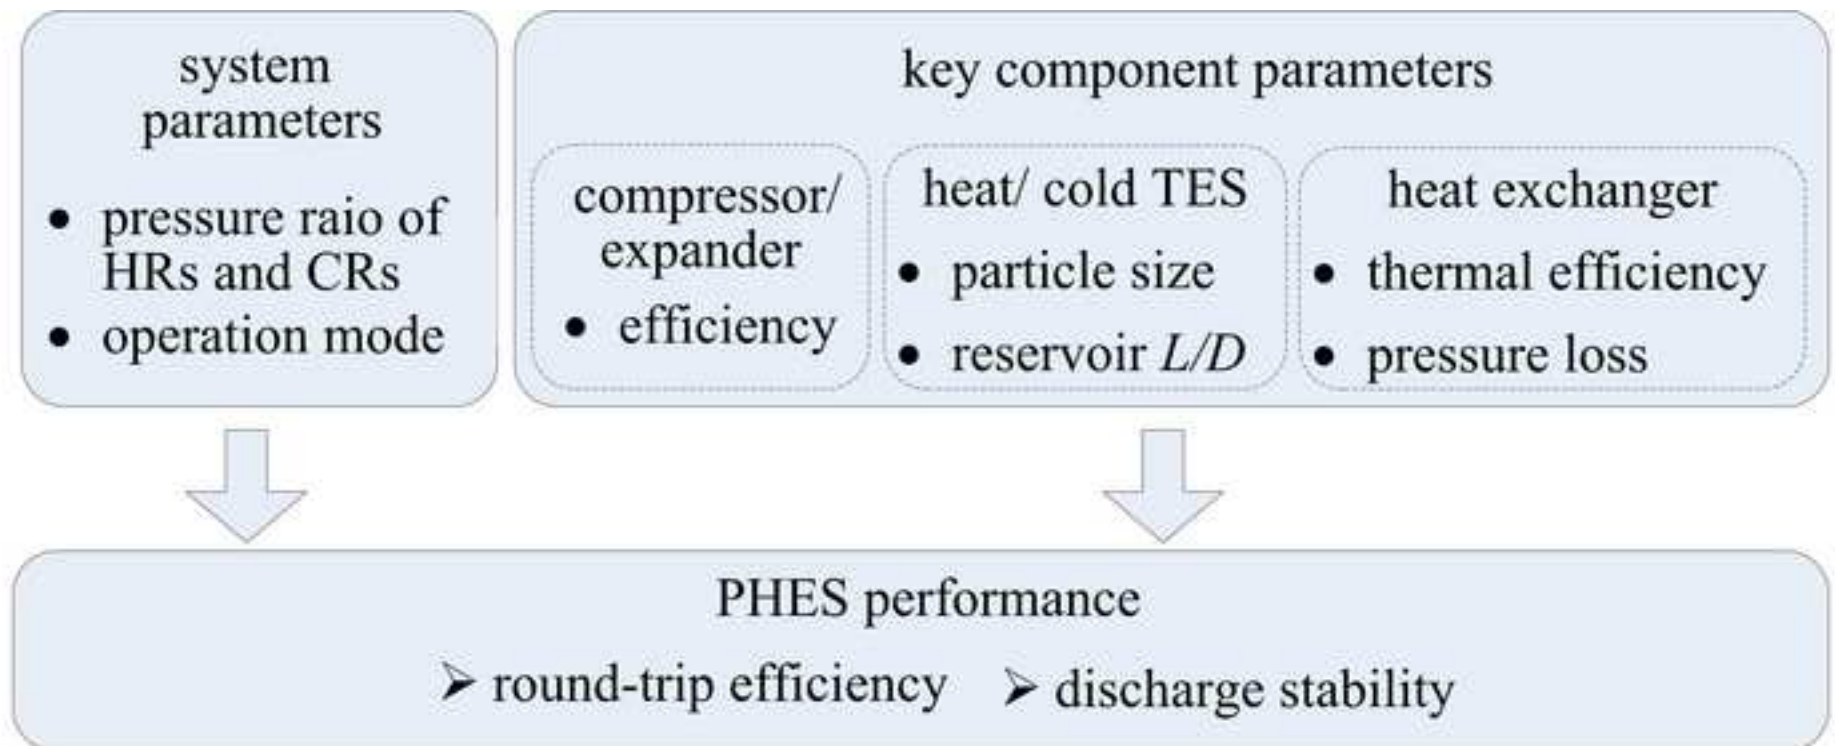 system
parameters
• pressure raio of
HRs and CRs
• operation mode
key component parameters
compressor/
expander
• efficiency
heat/ cold TES
• particle size
• reservoir L/D
heat exchanger
• thermal efficiency
• pressure loss
PHES performance
➢ round-trip efficiency ➢ discharge stability